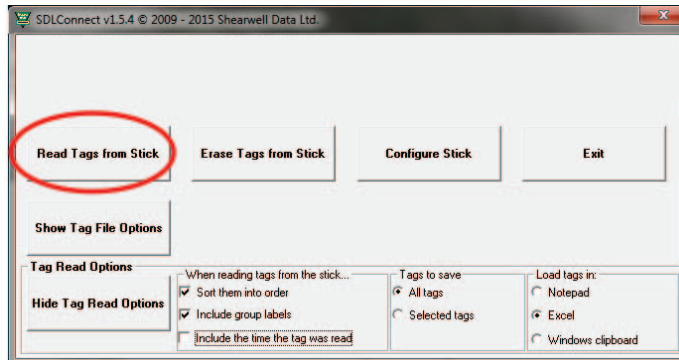 SDLConnect v1.5.4 © 2009 - 2015 Shearwell Data Ltd.
Read Tags from Stick
Erase Tags from Stick
Configure Stick
Exit
Show Tag File Options
Tag Read Options
Hide Tag Read Options
When reading tags from the stick...
Sort them into order
Include group labels
Include the time the tag was read
Tags to save
All tags
Selected tags
Load tags in:
Notepad
Excel
Windows clipboard